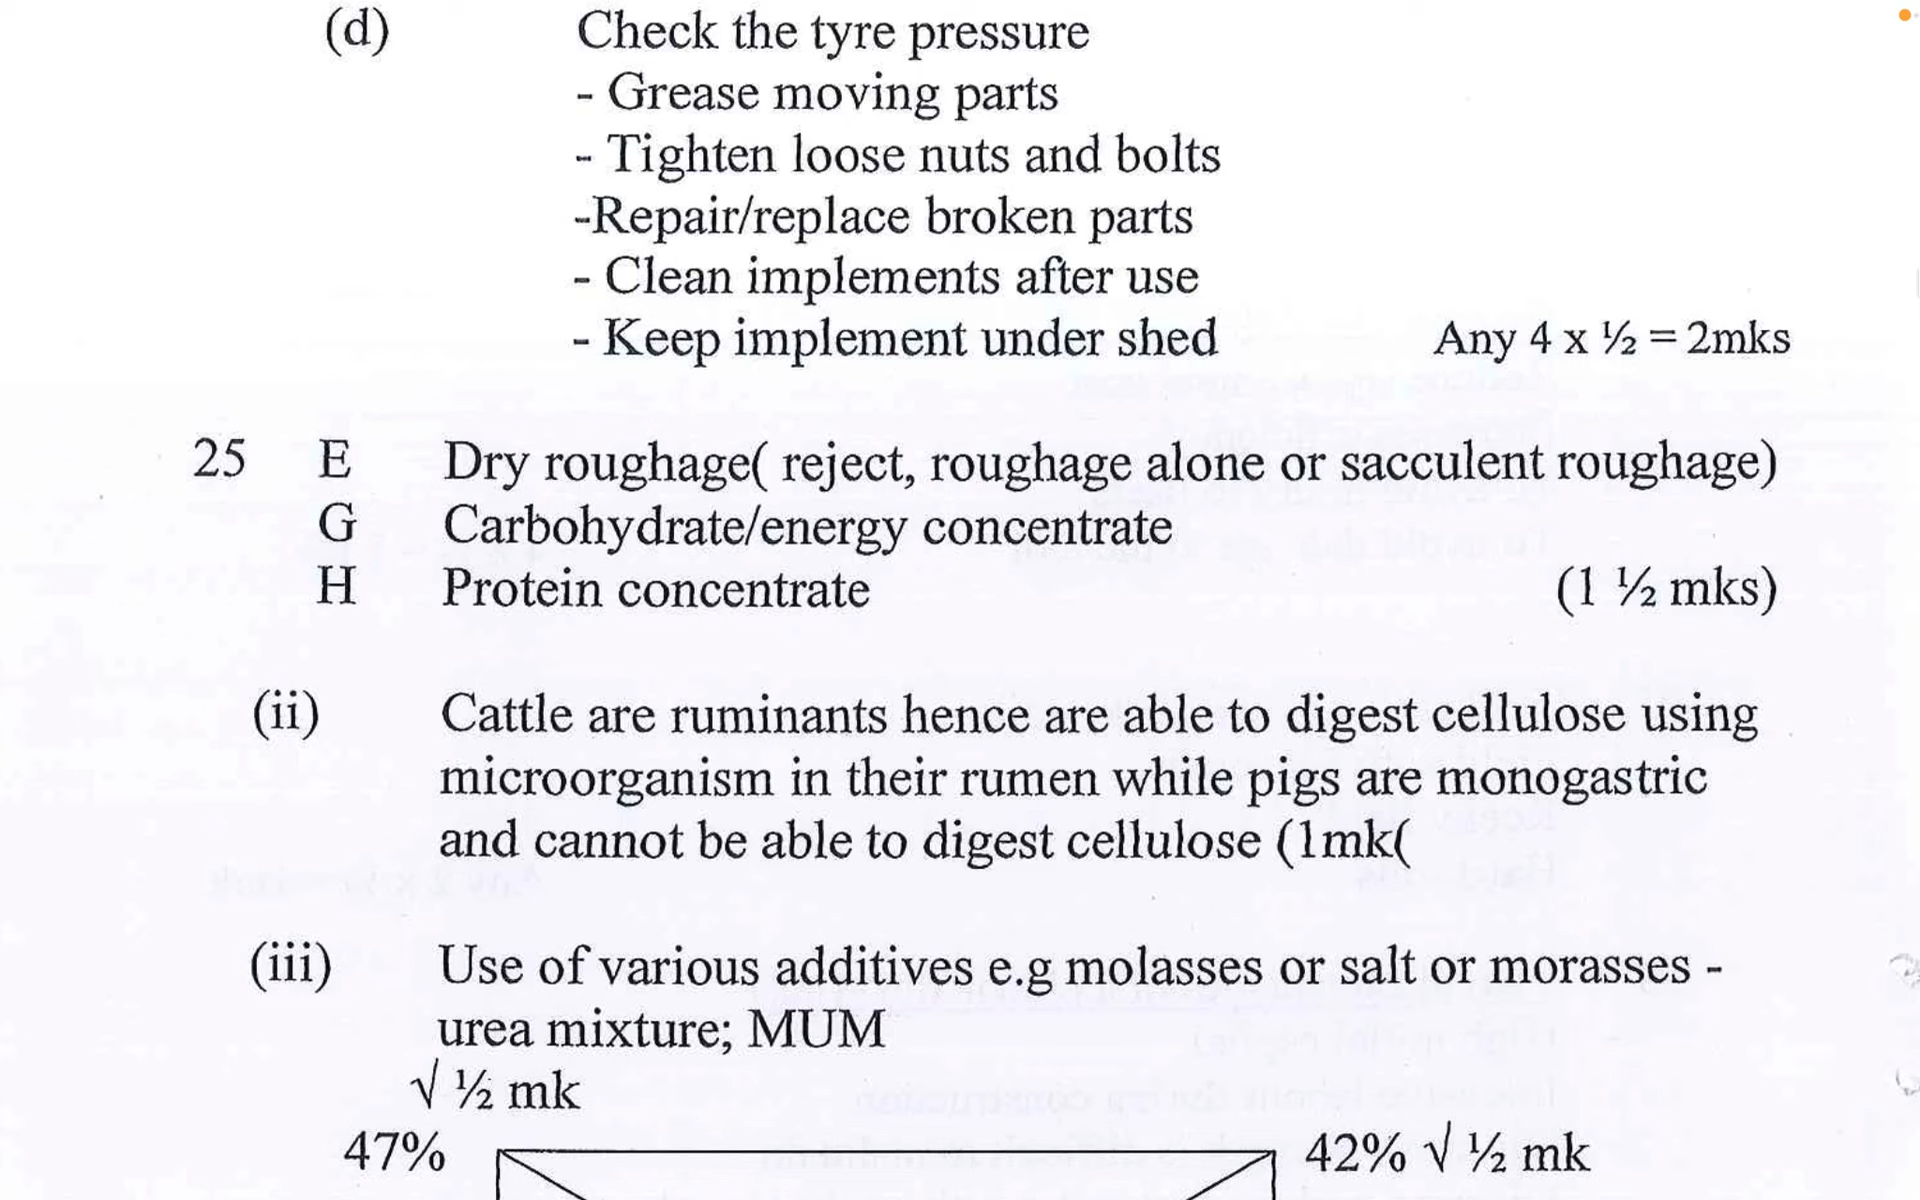 (d) Check the tyre pressure
- Grease moving parts
- Tighten loose nuts and bolts
-Repair/replace broken parts
- Clean implements after use
- Keep implement under shed Any 4 x ½ = 2mks
25 E Dry roughage( reject, roughage alone or sacculent roughage)
G Carbohydrate/energy concentrate
H Protein concentrate (1 ½ mks)
(ii) Cattle are ruminants hence are able to digest cellulose using
microorganism in their rumen while pigs are monogastric
and cannot be able to digest cellulose (1mk(
(iii) Use of various additives e.g molasses or salt or morasses -
urea mixture; MUM
√ ½ mk
47% 42% √ ½ mk